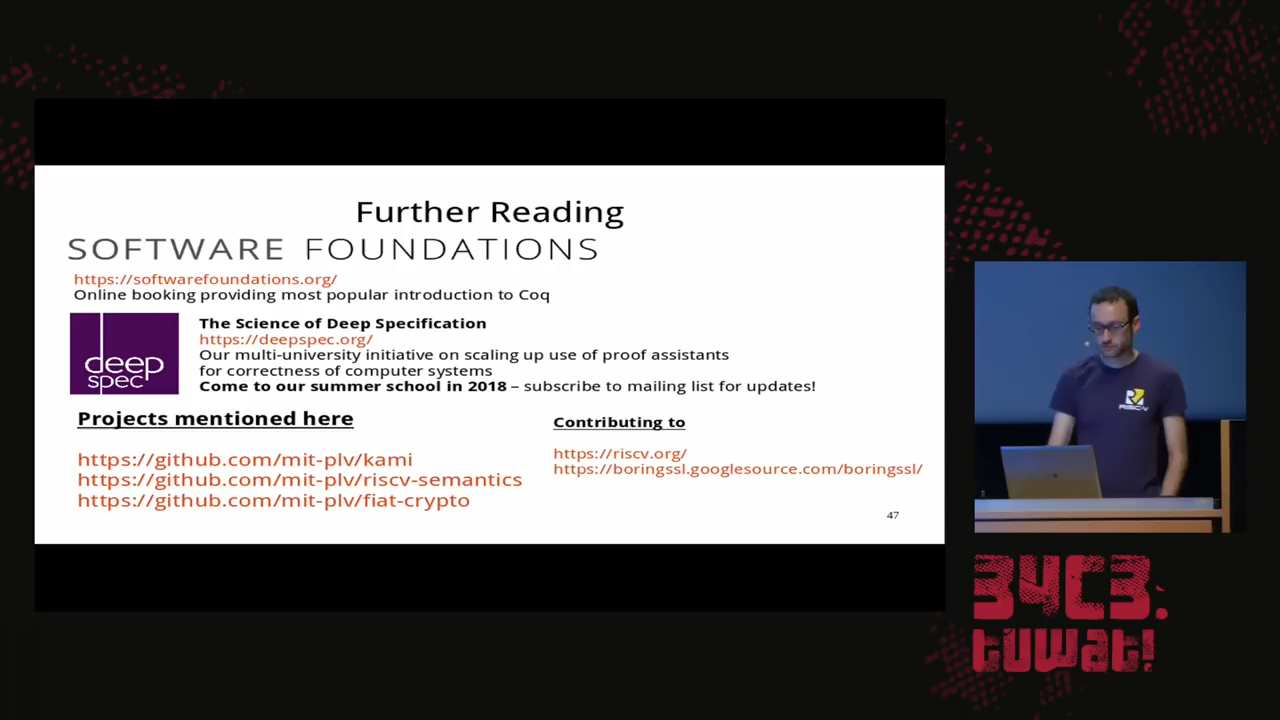 Further Reading
SOFTWARE FOUNDATIONS
https://softwarefoundations.org/
Online booking providing most popular introduction to Coq
deep
spec
The Science of Deep Specification
https://deepspec.org/
Our multi-university initiative on scaling up use of proof assistants
for correctness of computer systems
Come to our summer school in 2018 – subscribe to mailing list for updates!
Projects mentioned here
https://github.com/mit-plv/kami
https://github.com/mit-plv/riscv-semantics
https://github.com/mit-plv/fiat-crypto
Contributing to
https://riscv.org/
https://boringssl.googlesource.com/boringssl/
47
RISC-V
34C3.
tuwat!